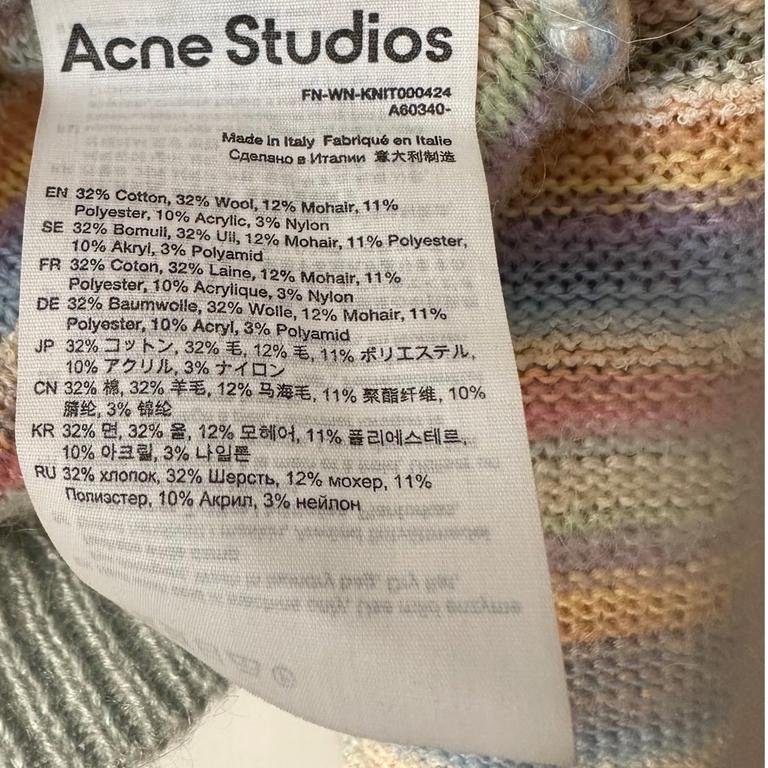 Acne Studios
FN-WN-KNIT000424
A60340-
Made in Italy Fabriqué en Italie
Сделано в Италии 意大利制造
EN 32% Cotton, 32% Wool, 12% Mohair, 11%
Polyester, 10% Acrylic, 3% Nylon
SE 32% Bomull, 32% Ull, 12% Mohair, 11% Polyester,
10% Akryl, 3% Polyamid
FR 32% Coton, 32% Laine, 12% Mohair, 11%
Polyester, 10% Acrylique, 3% Nylon
DE 32% Baumwolle, 32% Wolle, 12% Mohair, 11%
Polyester, 10% Acryl, 3% Polyamid
JP 32% コットン, 32% 毛, 12% 毛, 11% ポリエステル,
10% アクリル, 3% ナイロン
CN 32% 棉, 32% 羊毛, 12% 马海毛, 11% 聚酯纤维, 10%
腈纶, 3% 锦纶
KR 32% 면, 32% 울, 12% 모헤어, 11% 폴리에스테르,
10% 아크릴, 3% 나일론
RU 32% хлопок, 32% Шерсть, 12% мохер, 11%
Полиэстер, 10% Акрил, 3% нейлон